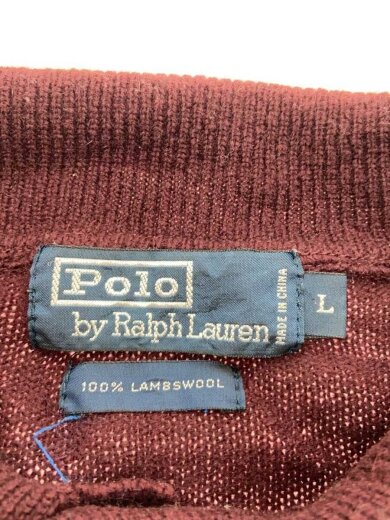 Polo
by Ralph Lauren
MADE IN CHINA
L
100% LAMBSWOOL